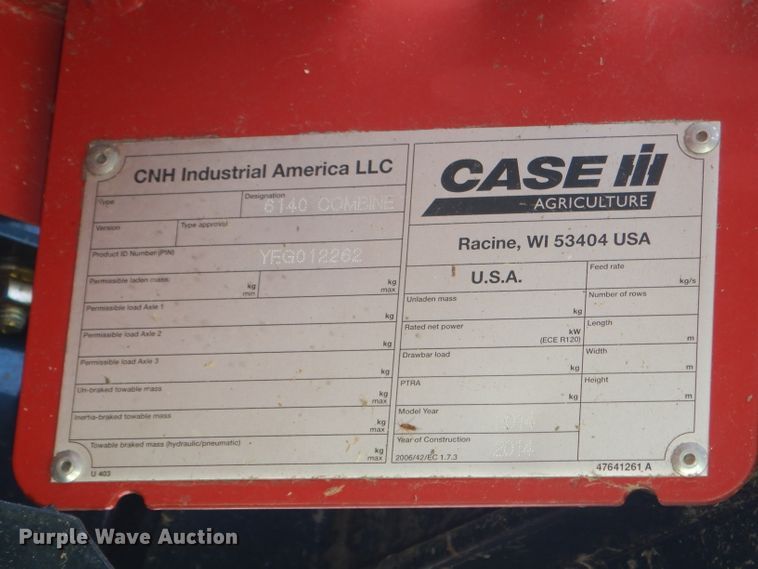 CNH Industrial America LLC
Type
Designation
6140 COMBINE
Version
Type approval
Product ID Number (PIN)
YEG012262
Permissible laden mass
kg
min
kg
max
Permissible load Axle 1
kg
Permissible load Axle 2
kg
Permissible load Axle 3
kg
Un-braked towable mass
kg
max
Inertia-braked towable mass
kg
max
Towable braked mass (hydraulic/pneumatic)
kg
max
U 403
CASE IH
AGRICULTURE
Racine, WI 53404 USA
U.S.A.
Feed rate
kg/s
Unladen mass
kg
Number of rows
Rated net power
kW
(ECE R120)
Length
m
Drawbar load
kg
Width
m
PTRA
kg
Height
m
Model Year
2014
Year of Construction
2006/42/EC 1.7.3
2014
47641261 A
Purple Wave Auction